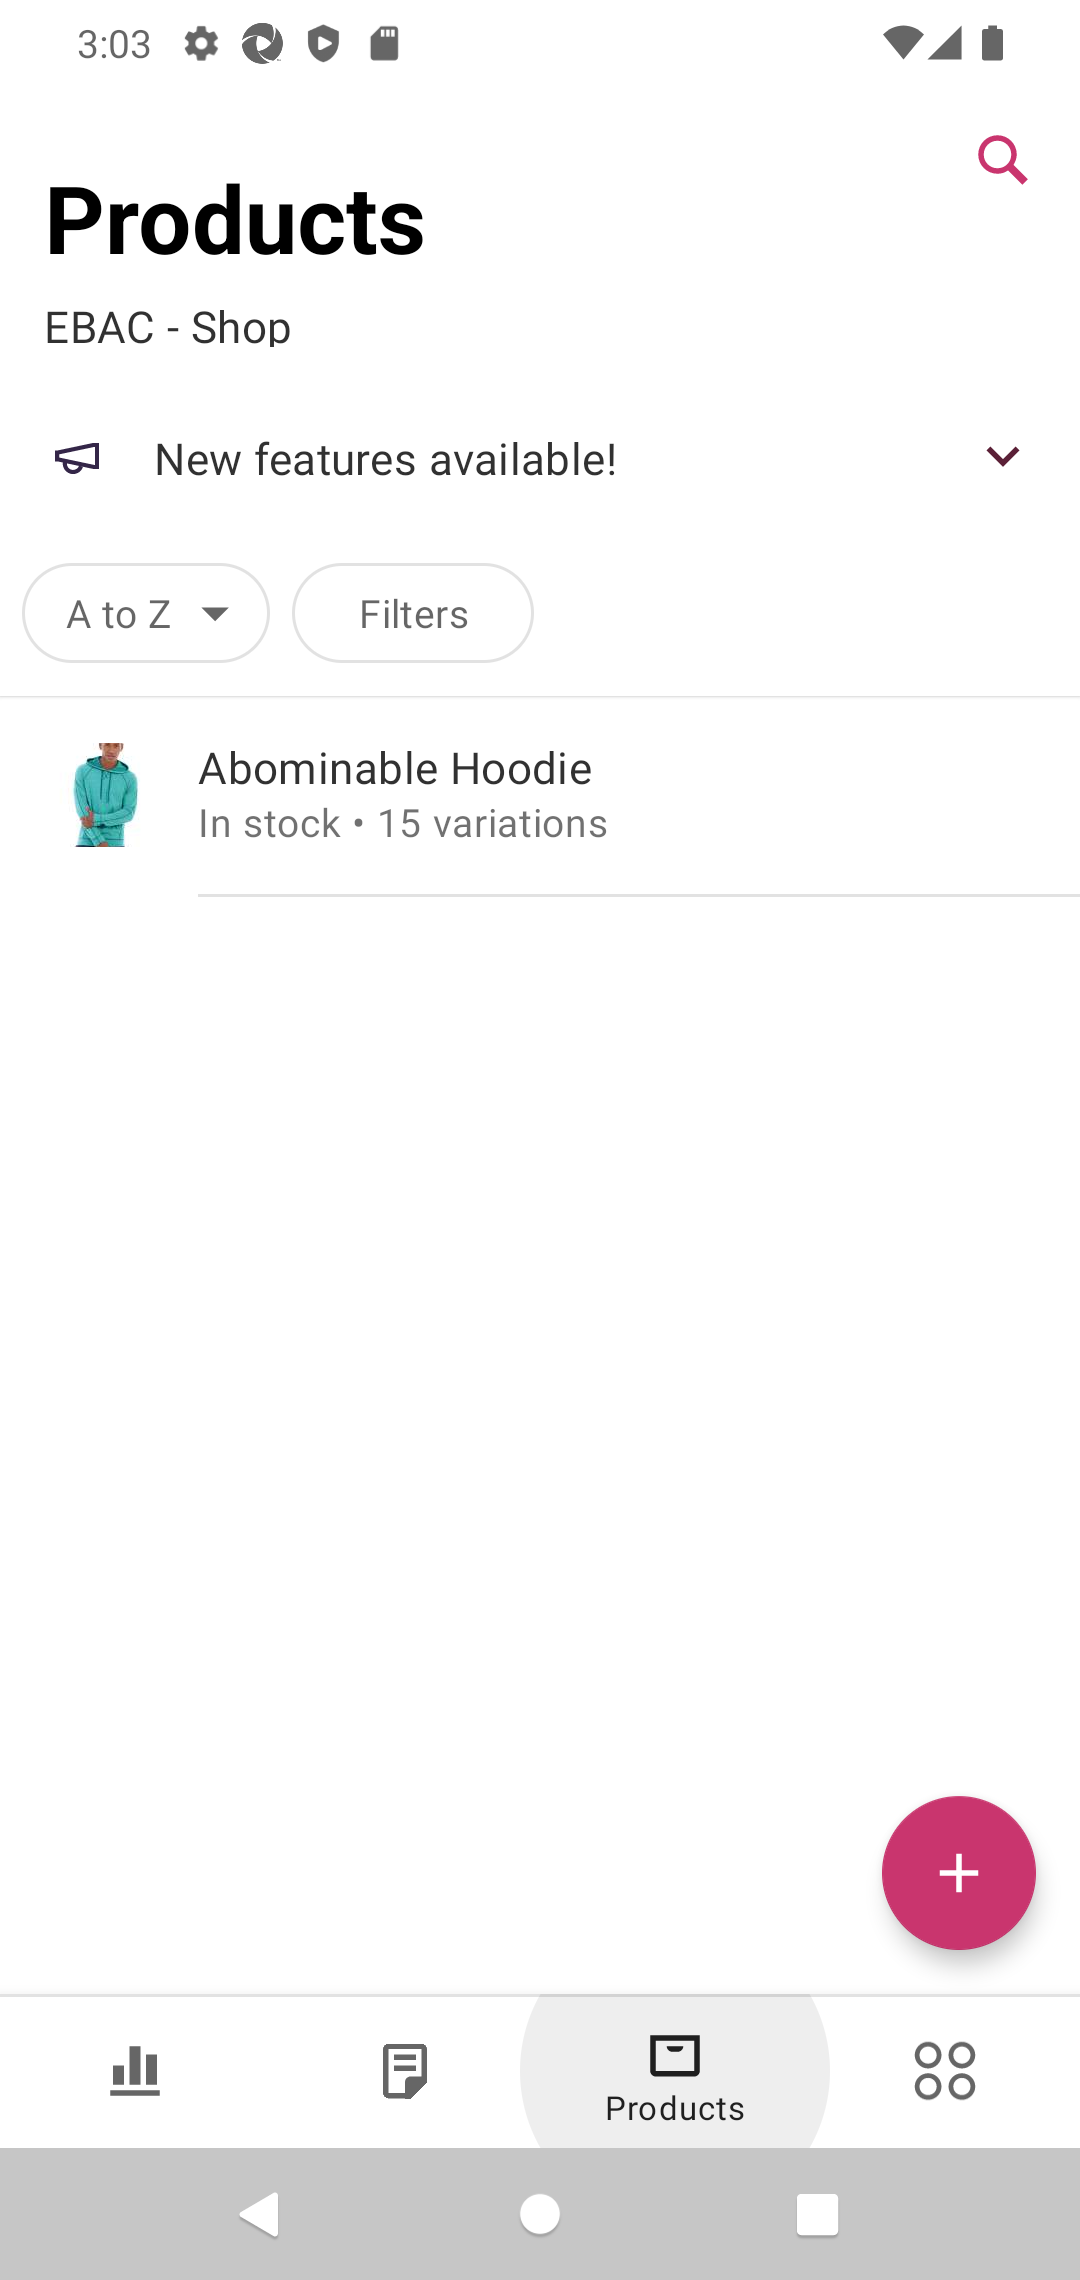 3:03
Products
EBAC - Shop
New features available!
A to Z
Filters
Abominable Hoodie
In stock • 15 variations
Products